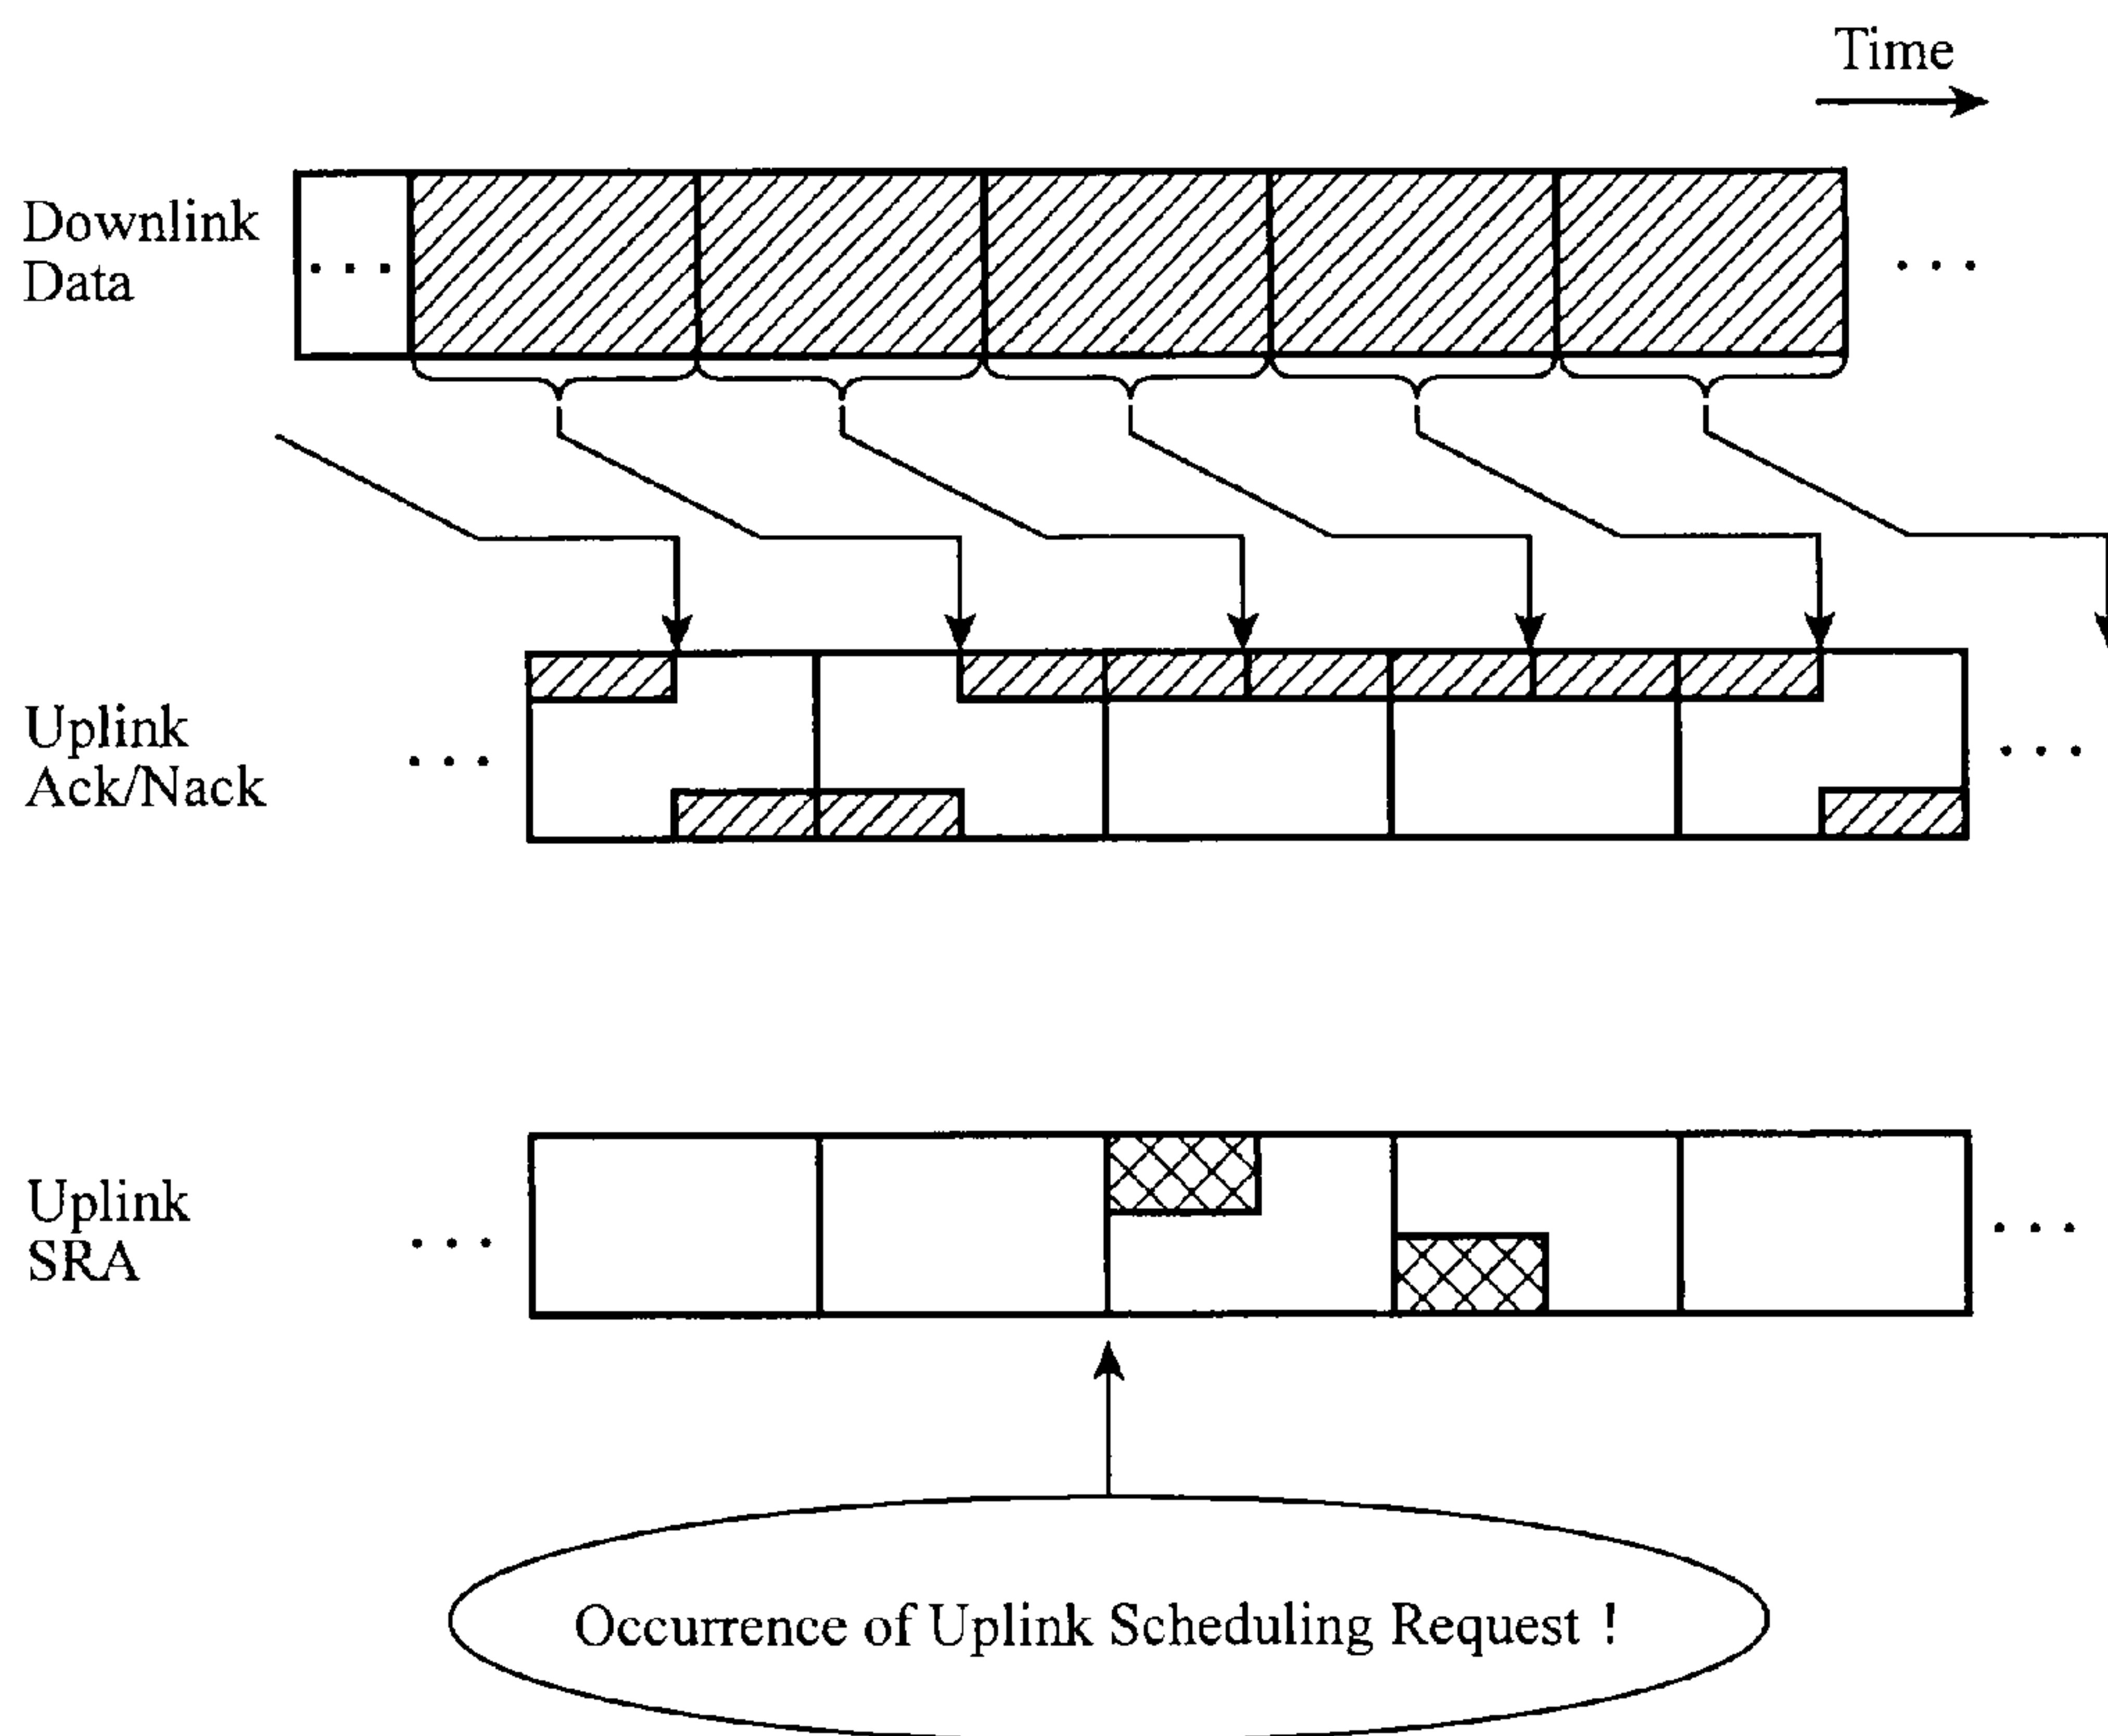 Time
Downlink
Data
. . .
. . .
Uplink
Ack/Nack
. . .
. . .
Uplink
SRA
. . .
. . .
Occurrence of Uplink Scheduling Request !